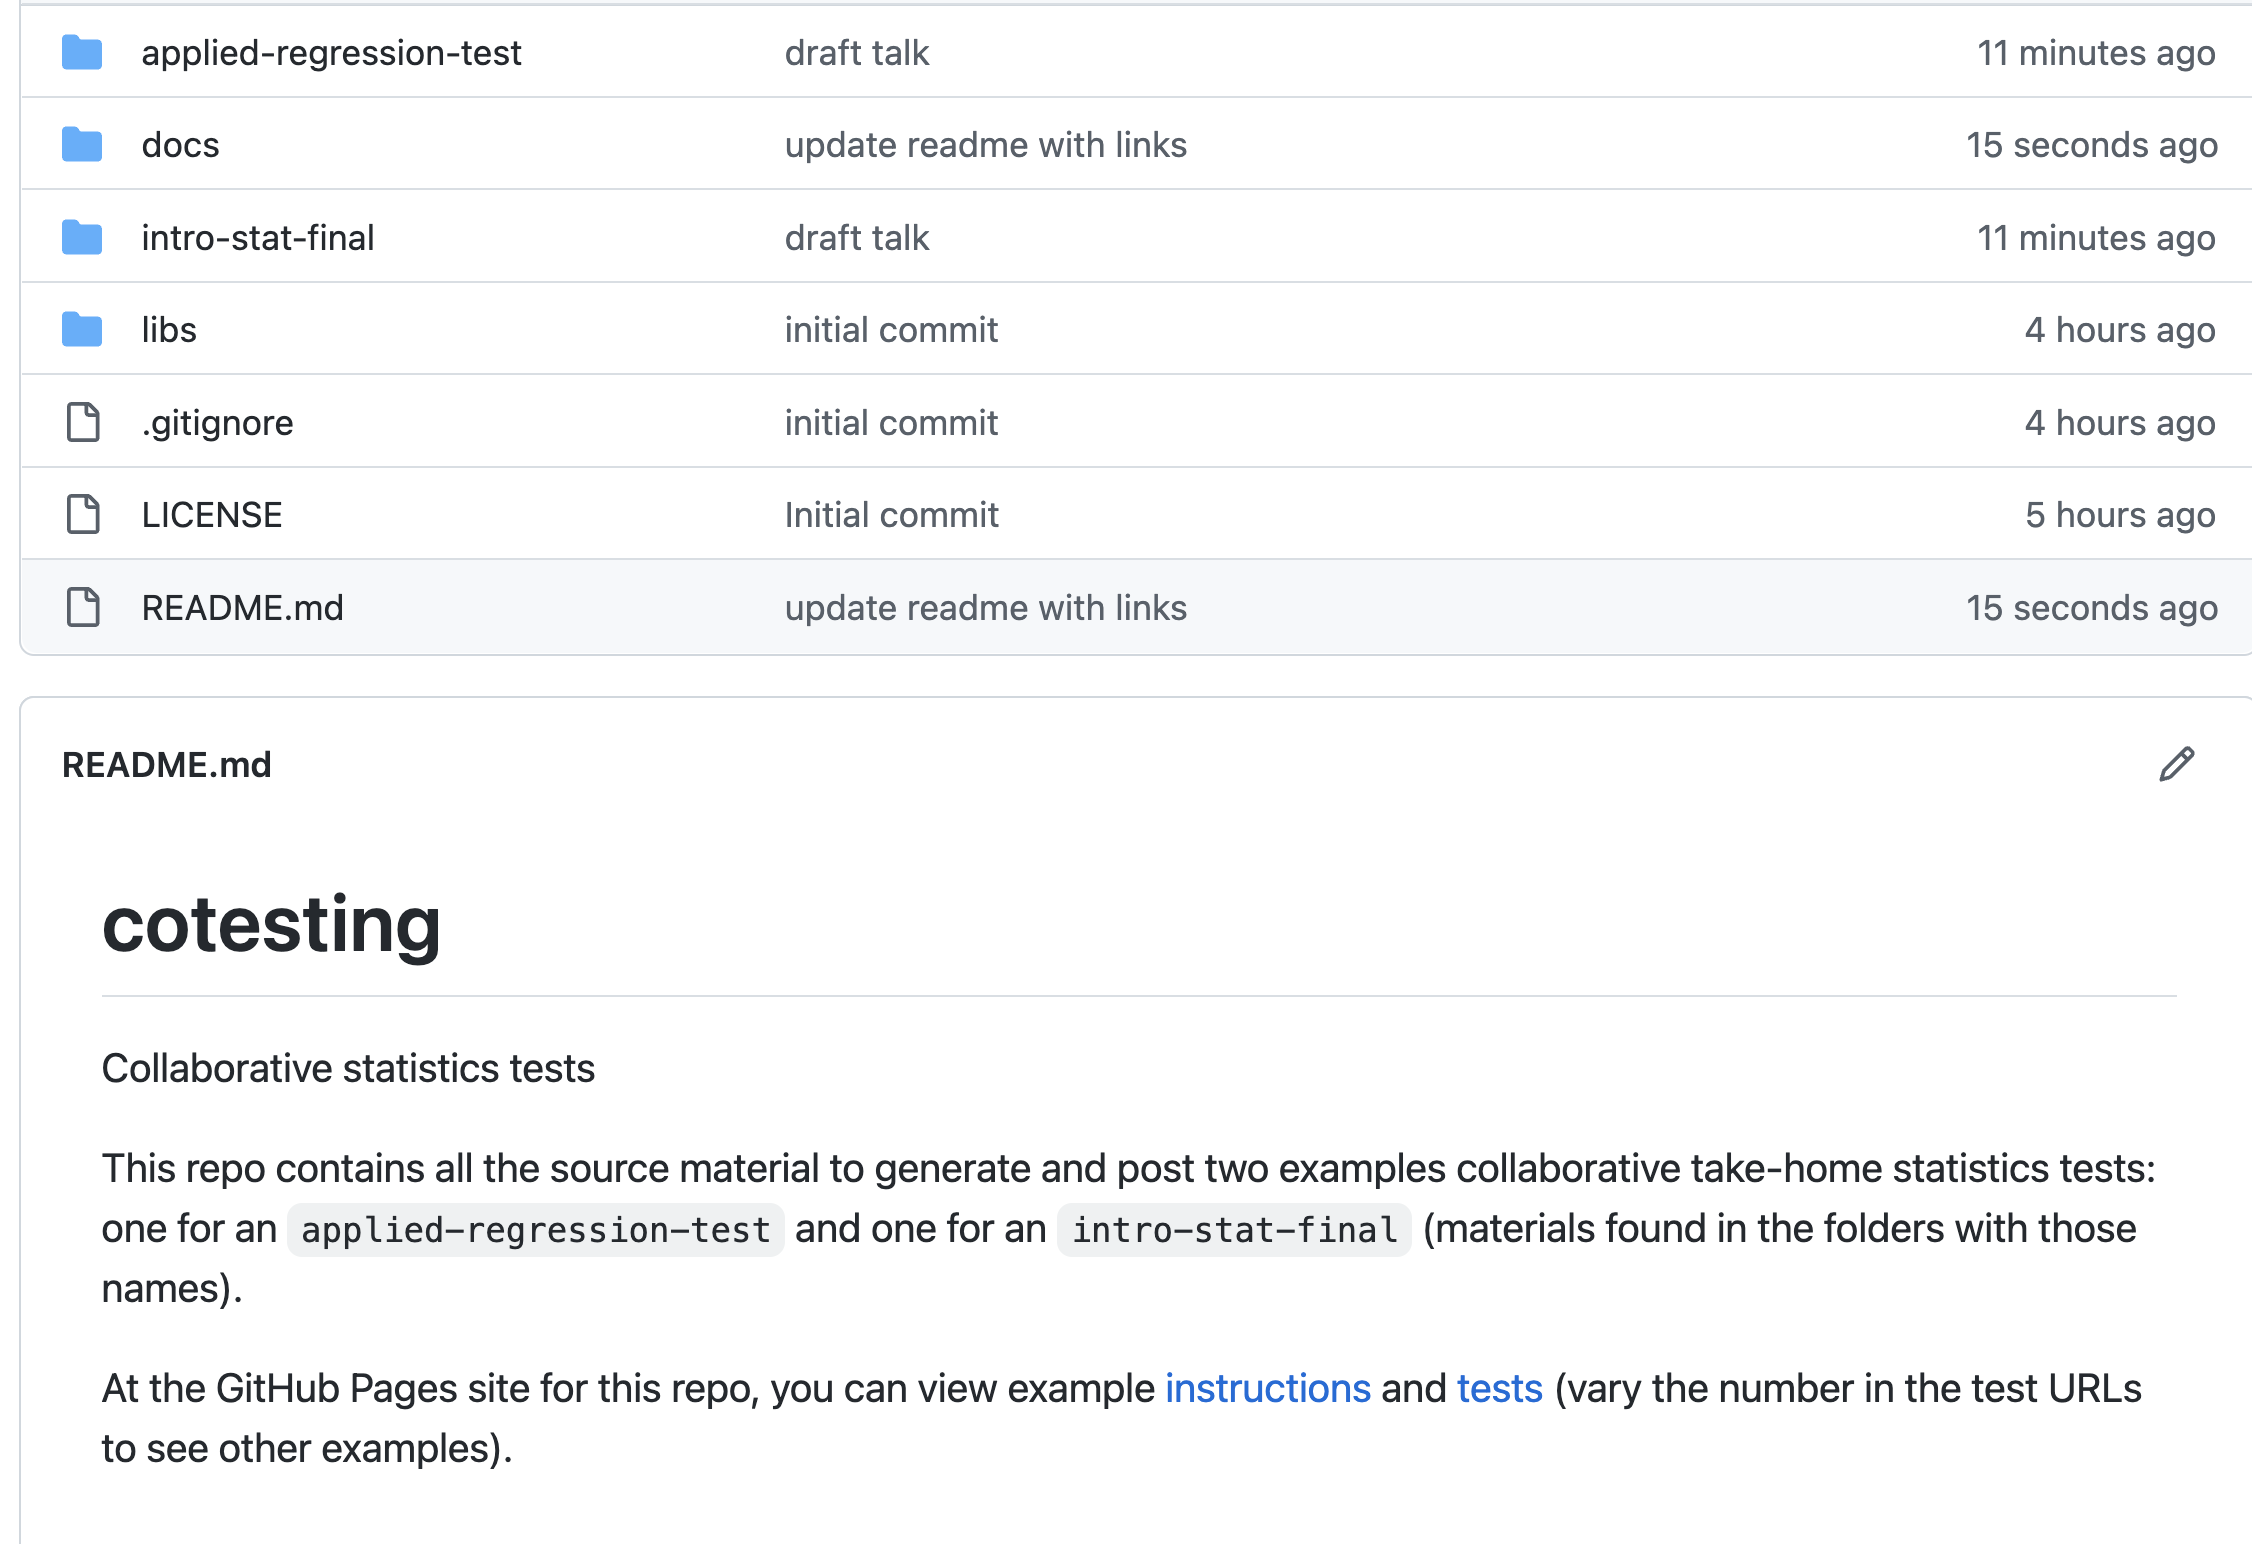 applied-regression-test draft talk 11 minutes ago
docs update readme with links 15 seconds ago
intro-stat-final draft talk 11 minutes ago
libs initial commit 4 hours ago
.gitignore initial commit 4 hours ago
LICENSE Initial commit 5 hours ago
README.md update readme with links 15 seconds ago
README.md
cotesting
Collaborative statistics tests
This repo contains all the source material to generate and post two examples collaborative take-home statistics tests:
one for an applied-regression-test and one for an intro-stat-final (materials found in the folders with those
names).
At the GitHub Pages site for this repo, you can view example instructions and tests (vary the number in the test URLs
to see other examples).